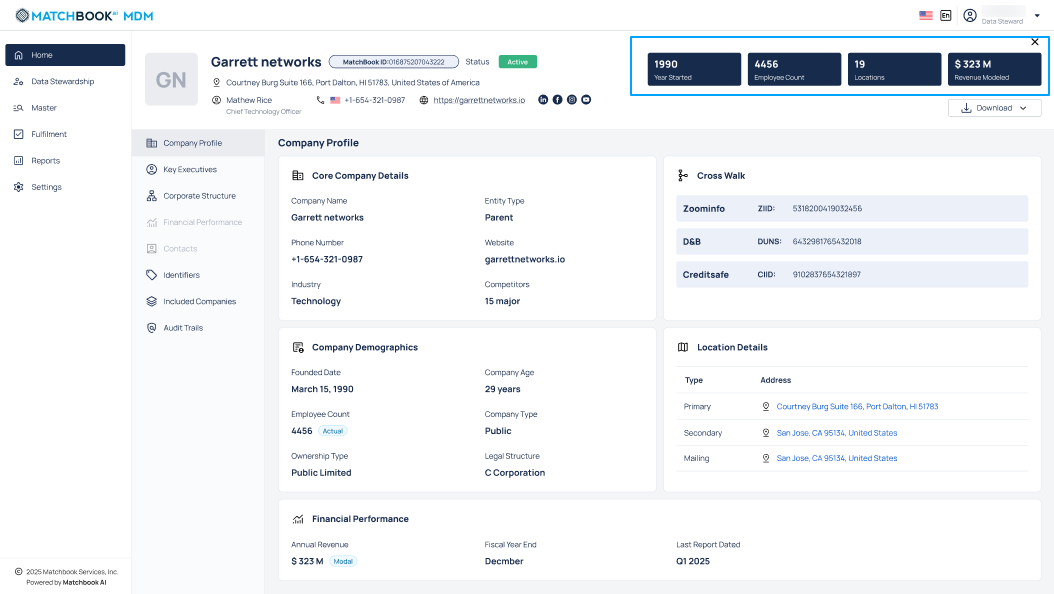 MATCHBOOK AI MDM
En
Data Steward
Home
Data Stewardship
Master
Fulfilment
Reports
Settings
© 2025 Matchbook Services, Inc.
Powered by Matchbook AI
GN
Garrett networks
MatchBook ID:016875207043222
Status
Active
Courtney Burg Suite 166, Port Dalton, HI 51783, United States of America
Mathew Rice
Chief Technology Officer
+1-654-321-0987
https://garrettnetworks.io
1990
Year Started
4456
Employee Count
19
Locations
$ 323 M
Revenue Modeled
Download
Company Profile
Key Executives
Corporate Structure
Financial Performance
Contacts
Identifiers
Included Companies
Audit Trails
Company Profile
Core Company Details
Company Name
Garrett networks
Entity Type
Parent
Phone Number
+1-654-321-0987
Website
garrettnetworks.io
Industry
Technology
Competitors
15 major
Cross Walk
Zoominfo ZIID: 5318200419032456
D&B DUNS: 6432981765432018
Creditsafe CIID: 9102837654321897
Company Demographics
Founded Date
March 15, 1990
Company Age
29 years
Employee Count
4456 Actual
Company Type
Public
Ownership Type
Public Limited
Legal Structure
C Corporation
Location Details
Type Address
Primary Courtney Burg Suite 166, Port Dalton, HI 51783
Secondary San Jose, CA 95134, United States
Mailing San Jose, CA 95134, United States
Financial Performance
Annual Revenue
$ 323 M Modal
Fiscal Year End
Decmber
Last Report Dated
Q1 2025